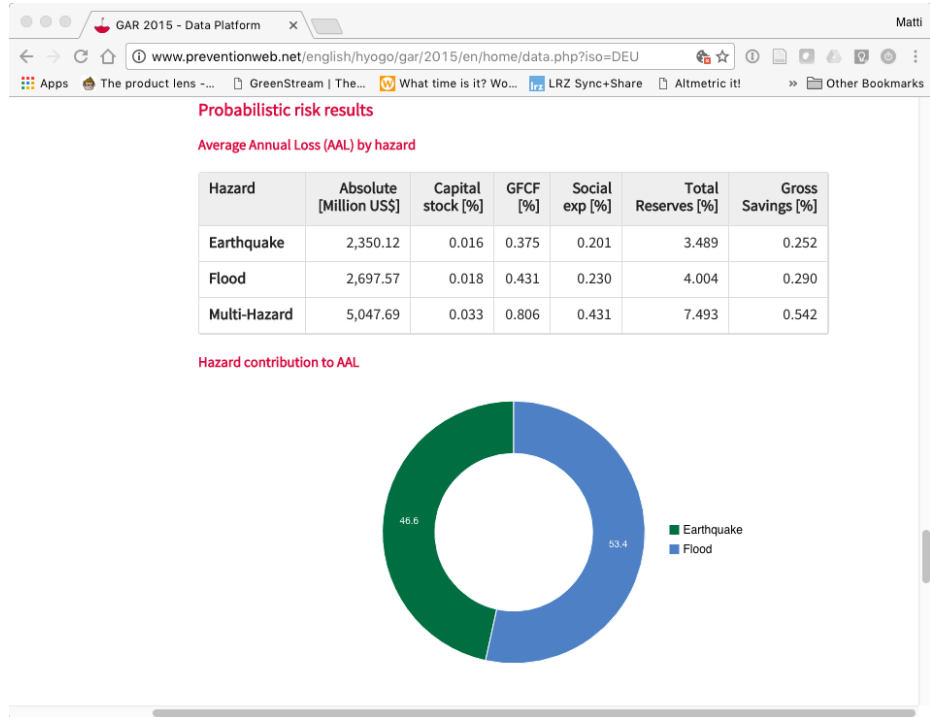 GAR 2015 - Data Platform
Matti
www.preventionweb.net/english/hyogo/gar/2015/en/home/data.php?iso=DEU
Apps The product lens -... GreenStream | The... What time is it? Wo... LRZ Sync+Share Altmetric it! » Other Bookmarks
Probabilistic risk results
Average Annual Loss (AAL) by hazard
Hazard Absolute [Million US$] Capital stock [%] GFCF [%] Social exp [%] Total Reserves [%] Gross Savings [%]
Earthquake 2,350.12 0.016 0.375 0.201 3.489 0.252
Flood 2,697.57 0.018 0.431 0.230 4.004 0.290
Multi-Hazard 5,047.69 0.033 0.806 0.431 7.493 0.542
Hazard contribution to AAL
46.6
53.4
Earthquake
Flood